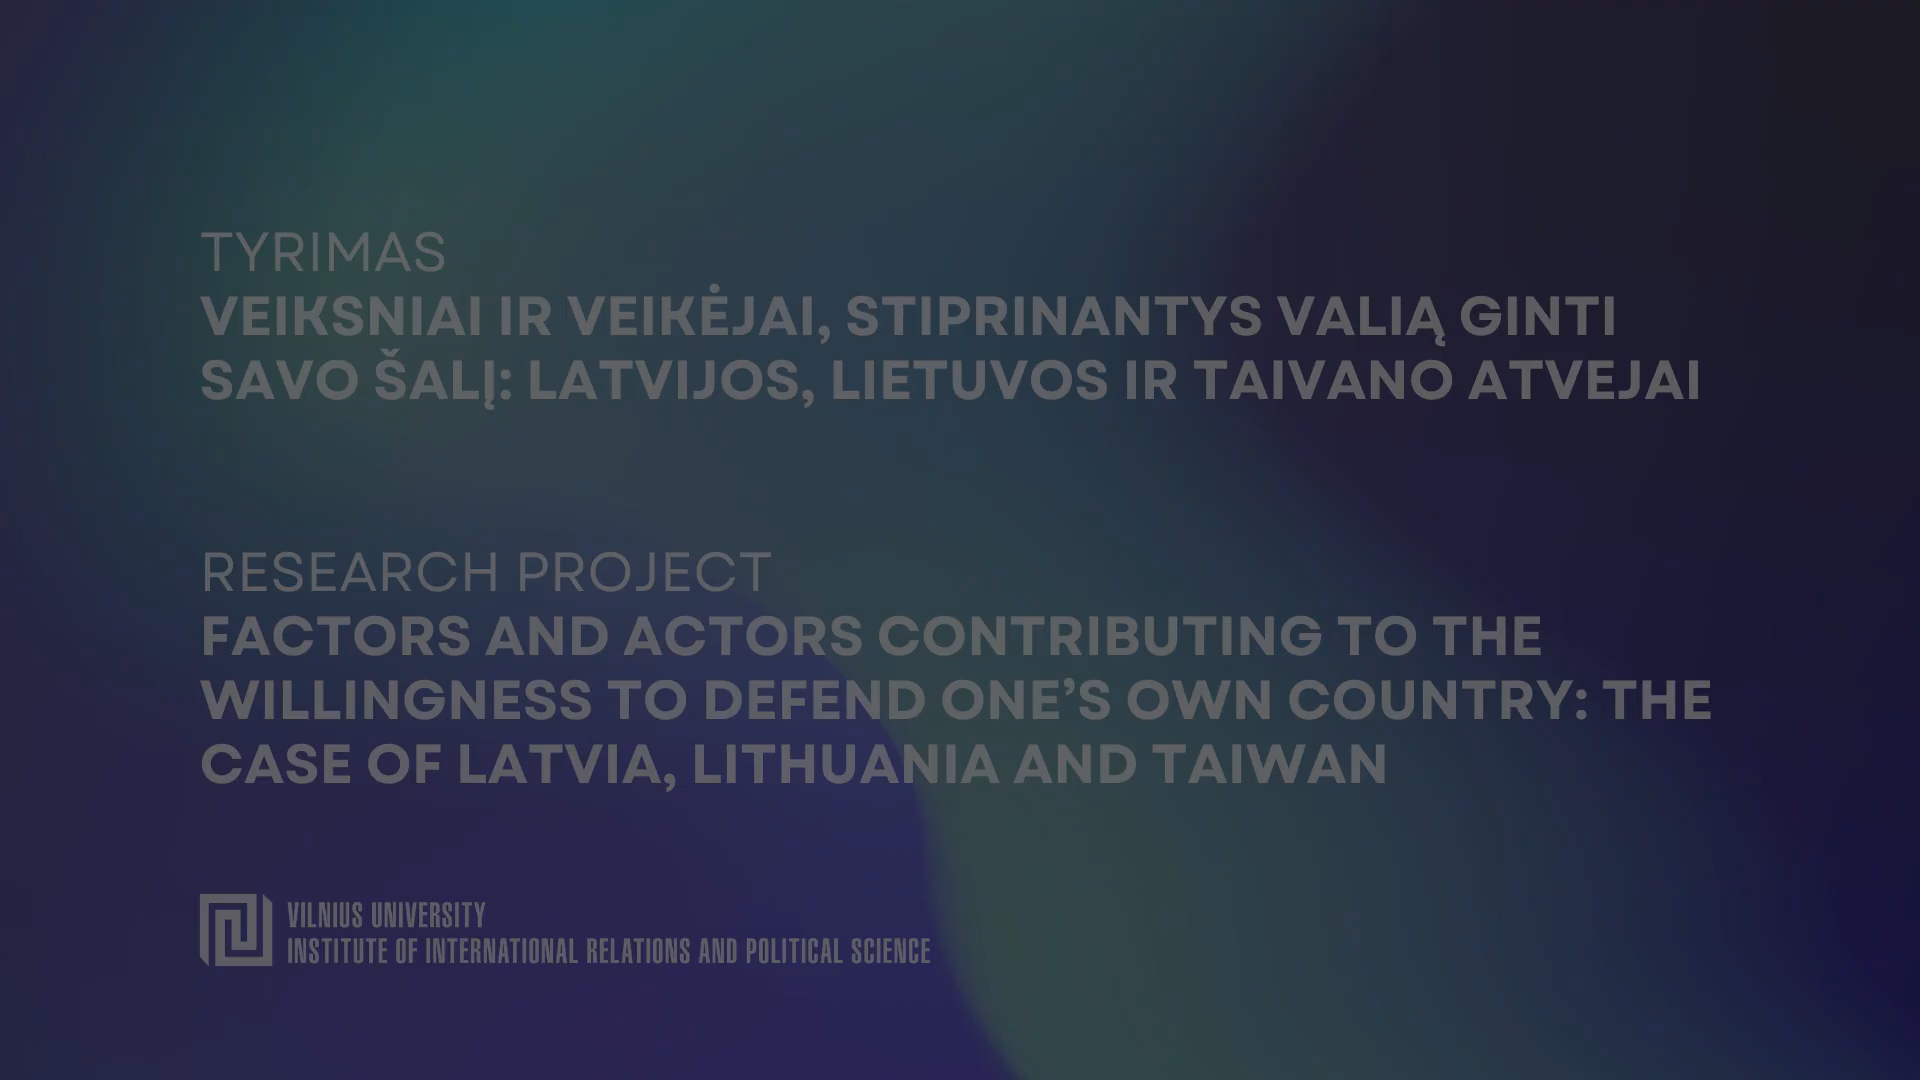 TYRIMAS
VEIKSNIAI IR VEIKĖJAI, STIPRINANTYS VALIĄ GINTI
SAVO ŠALĮ: LATVIJOS, LIETUVOS IR TAIVANO ATVEJAI
RESEARCH PROJECT
FACTORS AND ACTORS CONTRIBUTING TO THE
WILLINGNESS TO DEFEND ONE’S OWN COUNTRY: THE
CASE OF LATVIA, LITHUANIA AND TAIWAN
VILNIUS UNIVERSITY
INSTITUTE OF INTERNATIONAL RELATIONS AND POLITICAL SCIENCE